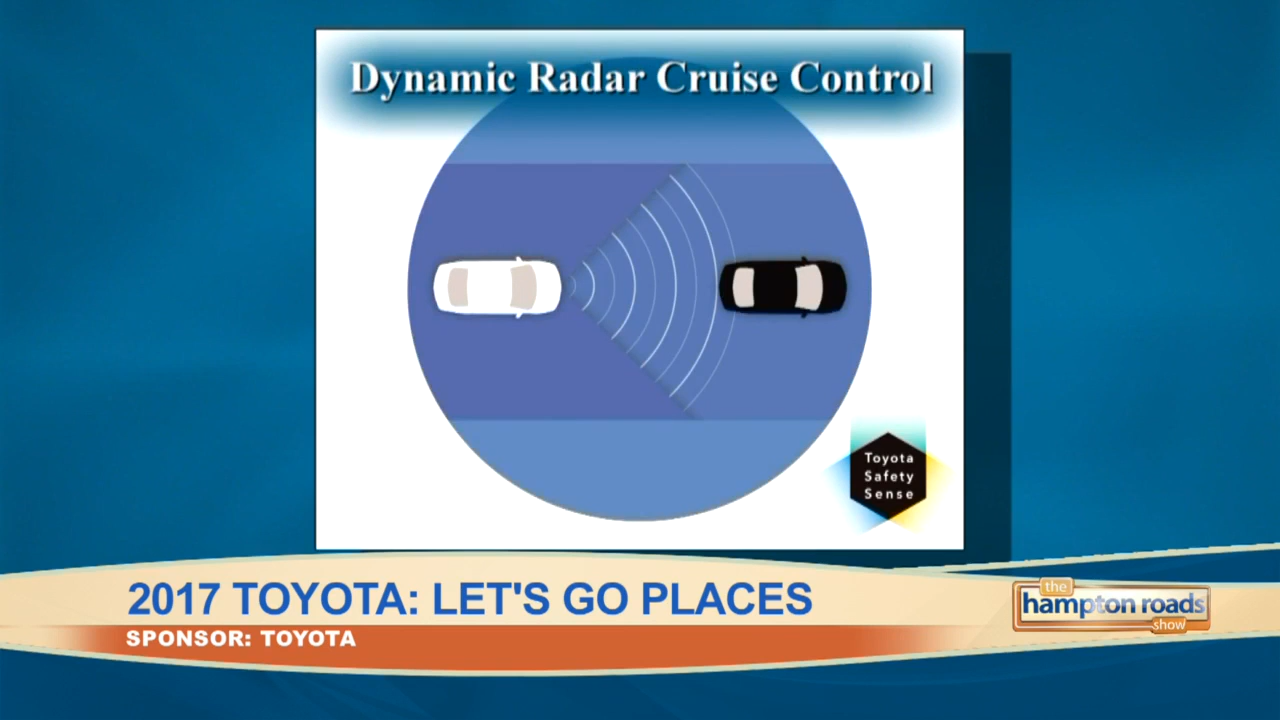 Dynamic Radar Cruise Control
Toyota
Safety
Sense
2017 TOYOTA: LET'S GO PLACES
SPONSOR: TOYOTA
the
hampton roads
show